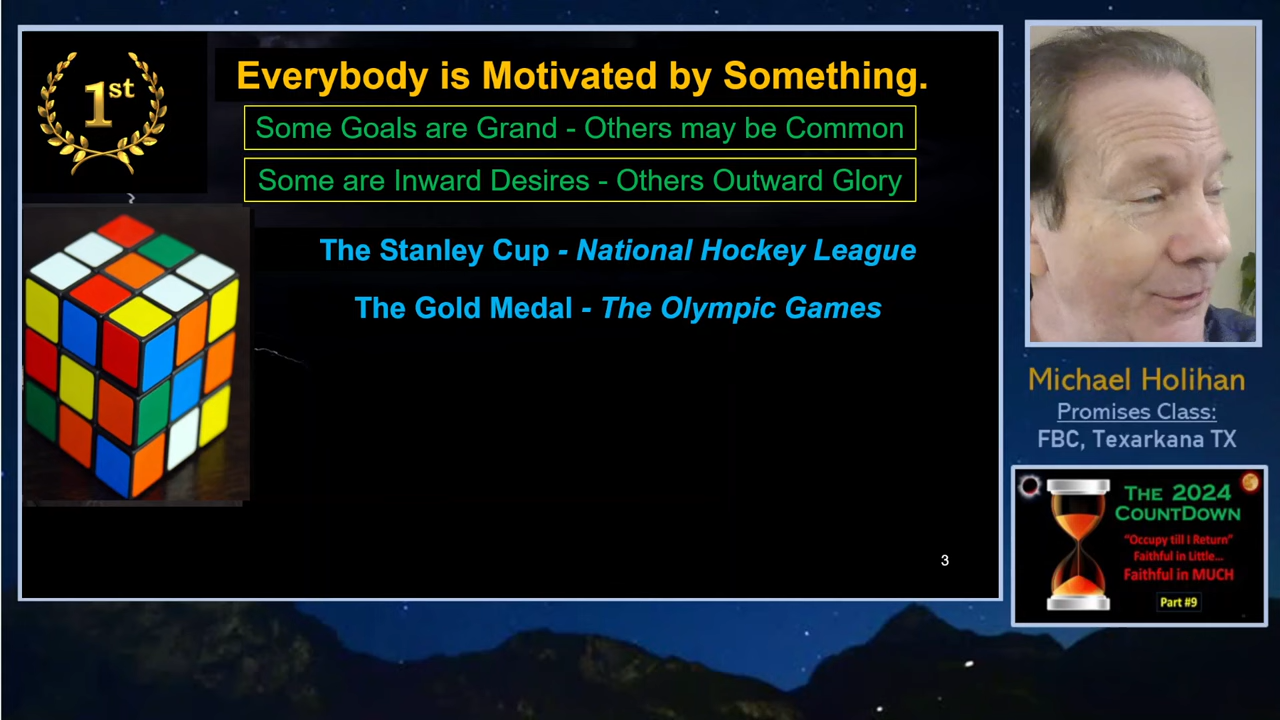 1st
Everybody is Motivated by Something.
Some Goals are Grand - Others may be Common
Some are Inward Desires - Others Outward Glory
The Stanley Cup - National Hockey League
The Gold Medal - The Olympic Games
3
Michael Holihan
Promises Class:
FBC, Texarkana TX
The 2024
CountDown
"Occupy till I Return"
Faithful in Little...
Faithful in MUCH
Part #9